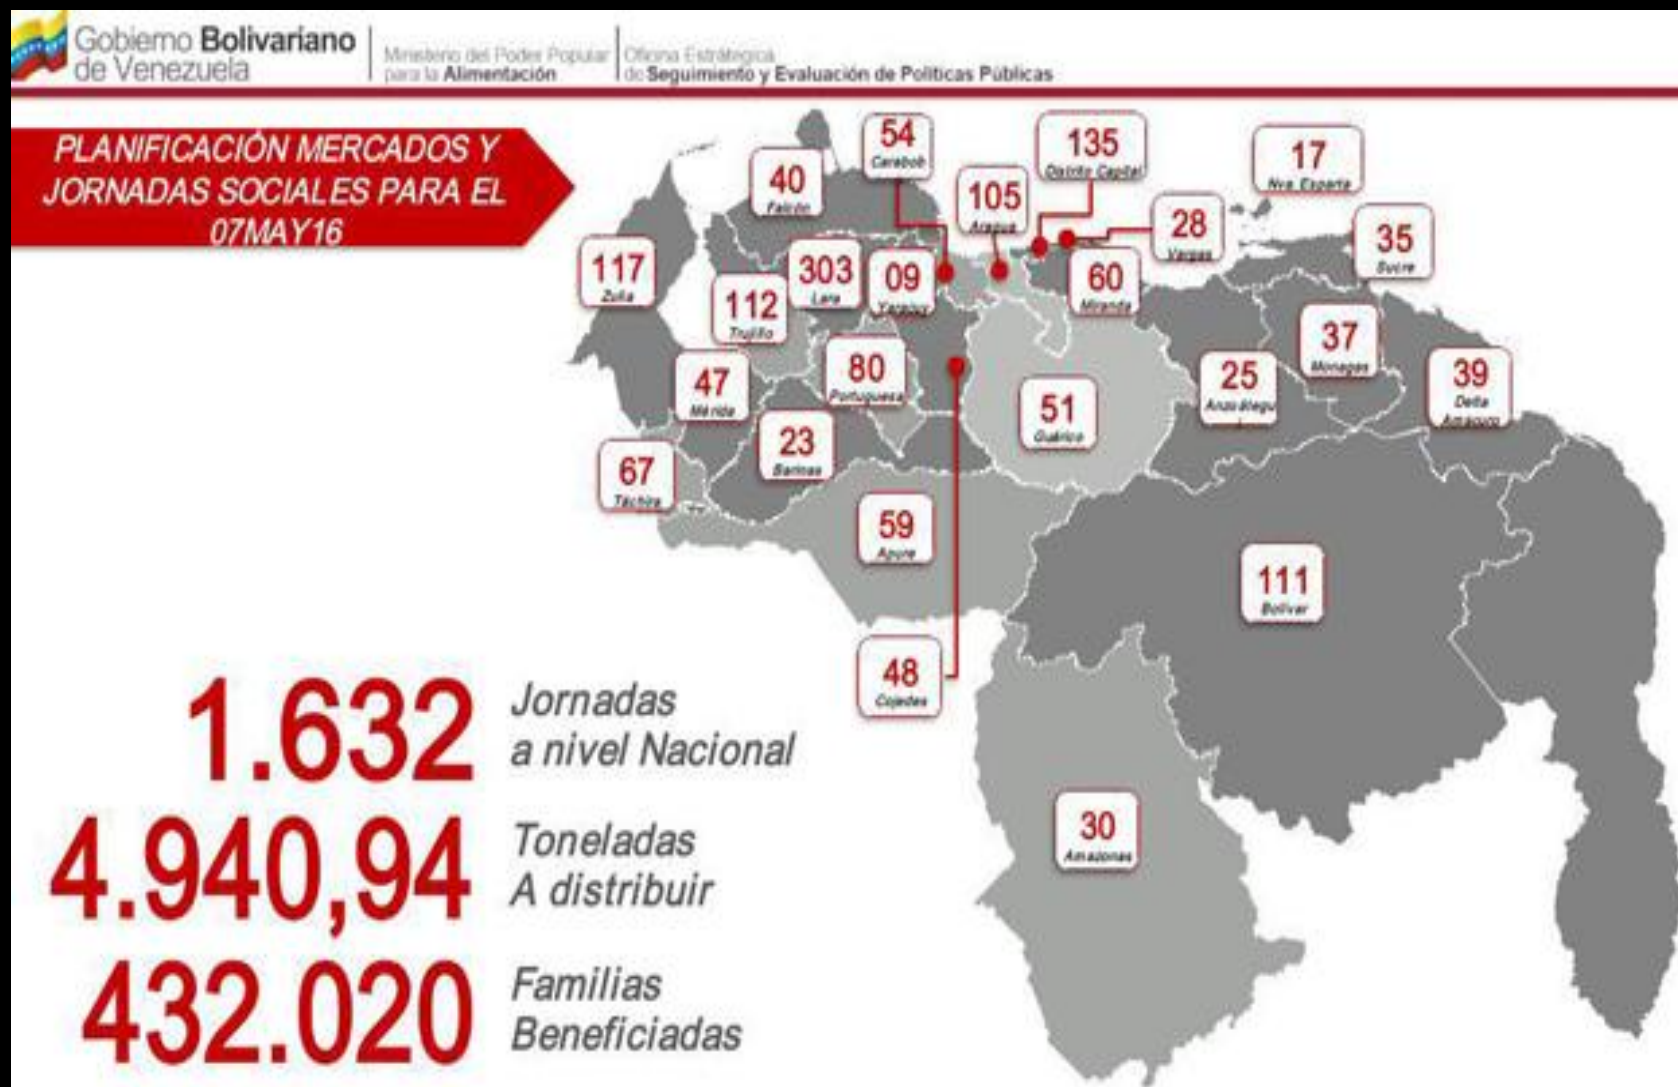 Gobierno Bolivariano
de Venezuela
Ministerio del Poder Popular
para la Alimentación
Oficina Estratégica
de Seguimiento y Evaluación de Políticas Públicas
PLANIFICACIÓN MERCADOS Y
JORNADAS SOCIALES PARA EL
07MAY16
54
Carabob
135
Distrito Capital
17
Nva. Esparta
40
Falcón
105
Aragua
28
Vargas
35
Sucre
117
Zulia
112
Trujillo
303
Lara
09
Yaracuy
60
Miranda
37
Monagas
47
Mérida
80
Portuguesa
51
Guárico
25
Anzoátegu
i
39
Delta
Amacuro
67
Táchira
23
Barinas
59
Apure
111
Bolívar
48
Cojedes
30
Amazonas
1.632
Jornadas
a nivel Nacional
4.940,94
Toneladas
A distribuir
432.020
Familias
Beneficiadas